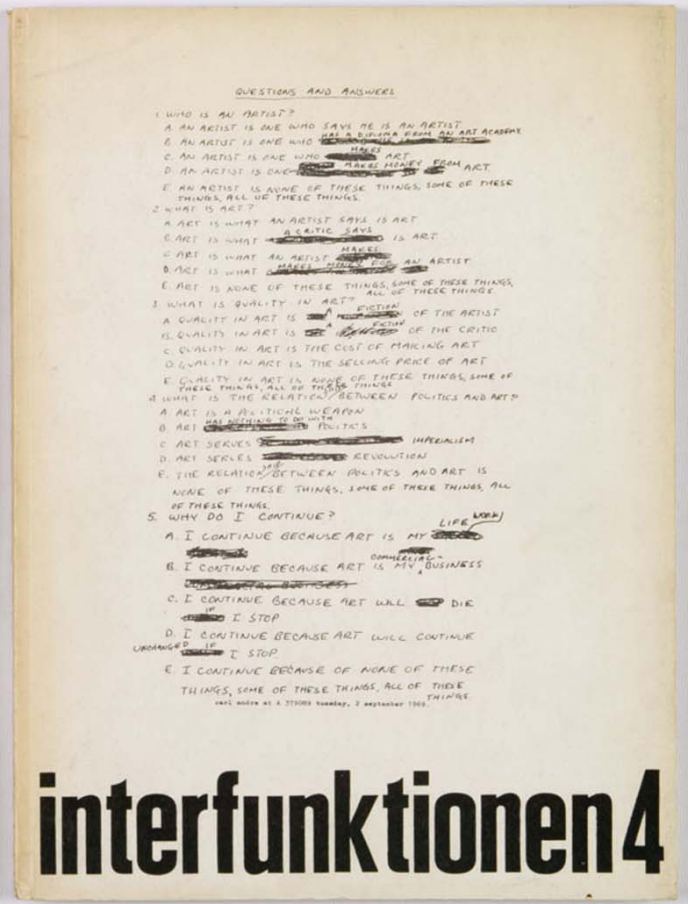 QUESTIONS AND ANSWERS
1. WHO IS AN ARTIST?
A. AN ARTIST IS ONE WHO SAYS HE IS AN ARTIST
B. AN ARTIST IS ONE WHO HAS A DIPLOMA FROM AN ART ACADEMY
C. AN ARTIST IS ONE WHO MAKES ART
D. AN ARTIST IS ONE MAKES MONEY FROM ART
E. AN ARTIST IS NONE OF THESE THINGS, SOME OF THESE
THINGS, ALL OF THESE THINGS.
2. WHAT IS ART?
A. ART IS WHAT AN ARTIST SAYS IS ART
B. ART IS WHAT A CRITIC SAYS IS ART
C. ART IS WHAT AN ARTIST MAKES
D. ART IS WHAT MAKES MONEY FOR AN ARTIST
E. ART IS NONE OF THESE THINGS, SOME OF THESE THINGS,
ALL OF THESE THINGS
3. WHAT IS QUALITY IN ART?
A. QUALITY IN ART IS A FICTION OF THE ARTIST
B. QUALITY IN ART IS A FICTION OF THE CRITIC
C. QUALITY IN ART IS THE COST OF MAKING ART
D. QUALITY IN ART IS THE SELLING PRICE OF ART
E. QUALITY IN ART IS NONE OF THESE THINGS, SOME OF
THESE THINGS, ALL OF THESE THINGS
4. WHAT IS THE RELATION BETWEEN POLITICS AND ART?
A. ART IS A POLITICAL WEAPON
B. ART HAS NOTHING TO DO WITH POLITICS
C. ART SERVES IMPERIALISM
D. ART SERVES REVOLUTION
E. THE RELATION SHIP BETWEEN POLITICS AND ART IS
NONE OF THESE THINGS, SOME OF THESE THINGS, ALL
OF THESE THINGS.
5. WHY DO I CONTINUE?
A. I CONTINUE BECAUSE ART IS MY LIFE WORK
B. I CONTINUE BECAUSE ART IS MY COMMERCIAL BUSINESS
C. I CONTINUE BECAUSE ART WILL DIE
IF I STOP
D. I CONTINUE BECAUSE ART WILL CONTINUE
UNCHANGED IF I STOP
E. I CONTINUE BECAUSE OF NONE OF THESE
THINGS, SOME OF THESE THINGS, ALL OF THESE
THINGS.
carl andre at A 379089 tuesday, 2 september 1969.
interfunktionen 4